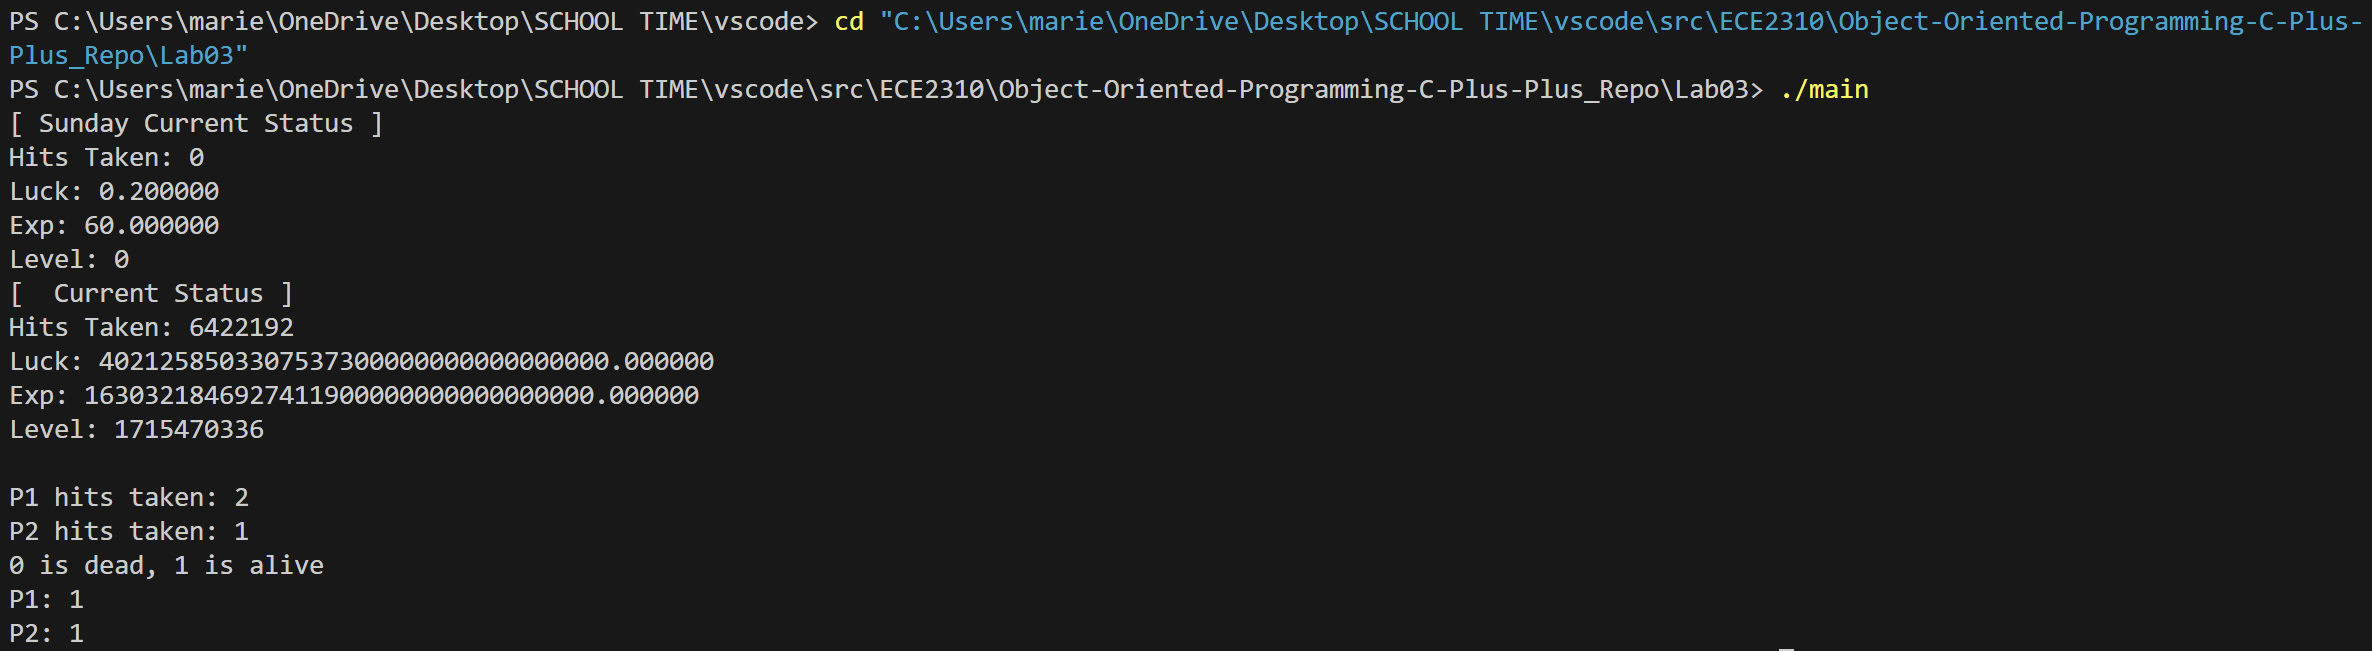 PS C:\Users\marie\OneDrive\Desktop\SCHOOL TIME\vscode> cd "C:\Users\marie\OneDrive\Desktop\SCHOOL TIME\vscode\src\ECE2310\Object-Oriented-Programming-C-Plus-
Plus_Repo\Lab03"
PS C:\Users\marie\OneDrive\Desktop\SCHOOL TIME\vscode\src\ECE2310\Object-Oriented-Programming-C-Plus-Plus_Repo\Lab03> ./main
[ Sunday Current Status ]
Hits Taken: 0
Luck: 0.200000
Exp: 60.000000
Level: 0
[  Current Status ]
Hits Taken: 6422192
Luck: 4021258503307537300000000000000000.000000
Exp: 1630321846927411900000000000000000.000000
Level: 1715470336

P1 hits taken: 2
P2 hits taken: 1
0 is dead, 1 is alive
P1: 1
P2: 1